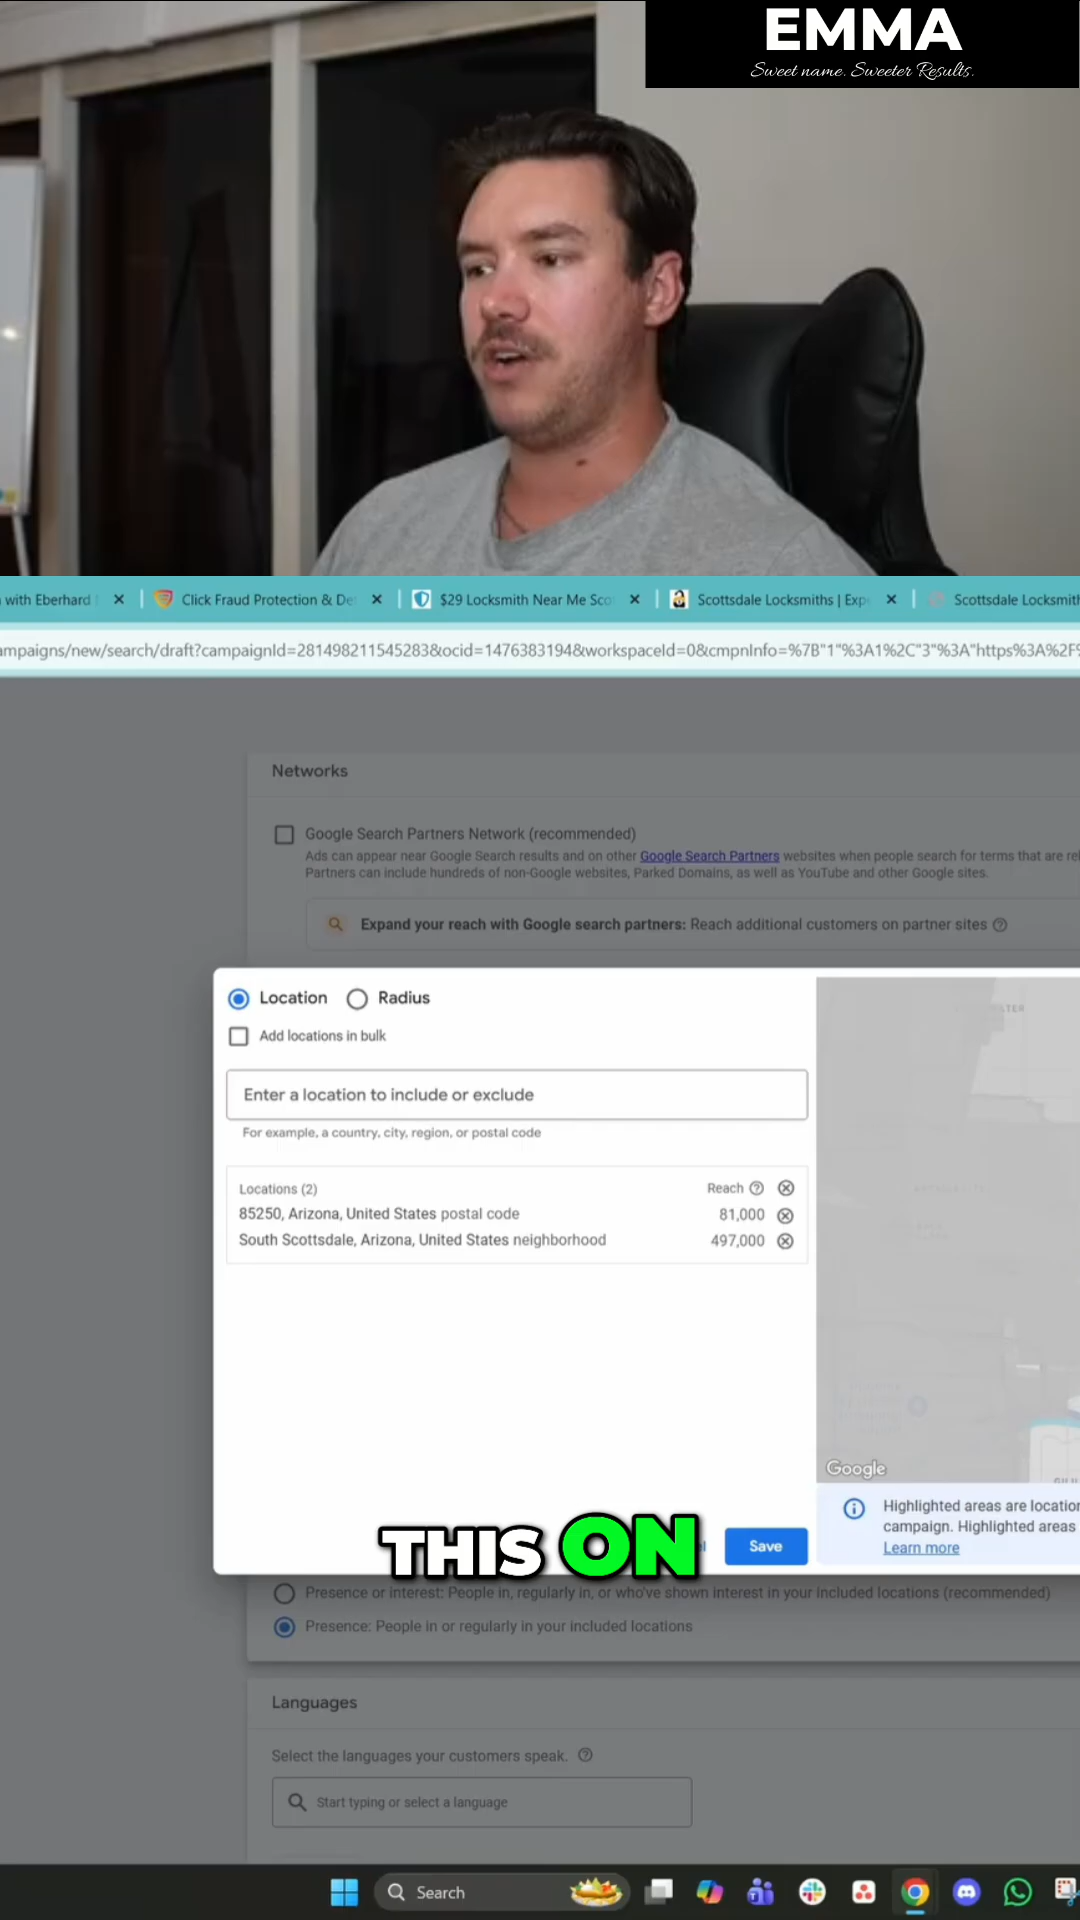 EMMA
Sweet name. Sweeter Results.
with Eberhard
Click Fraud Protection & De
$29 Locksmith Near Me Sco
Scottsdale Locksmiths | Exp
Scottsdale Locksmith
ampaigns/new/search/draft?campaignId=281498211545283&ocid=1476383194&workspaceId=0&cmpnInfo=%7B"1"%3A1%2C"3"%3A"https%3A%2F%
Networks
Google Search Partners Network (recommended)
Ads can appear near Google Search results and on other Google Search Partners websites when people search for terms that are rel
Partners can include hundreds of non-Google websites, Parked Domains, as well as YouTube and other Google sites.
Expand your reach with Google search partners: Reach additional customers on partner sites
Location
Radius
Add locations in bulk
Enter a location to include or exclude
For example, a country, city, region, or postal code
Locations (2)
Reach
85250, Arizona, United States postal code
81,000
South Scottsdale, Arizona, United States neighborhood
497,000
Google
Highlighted areas are location
campaign. Highlighted areas
Learn more
THIS ON
Save
Presence or interest: People in, regularly in, or who've shown interest in your included locations (recommended)
Presence: People in or regularly in your included locations
Languages
Select the languages your customers speak.
Start typing or select a language
Search